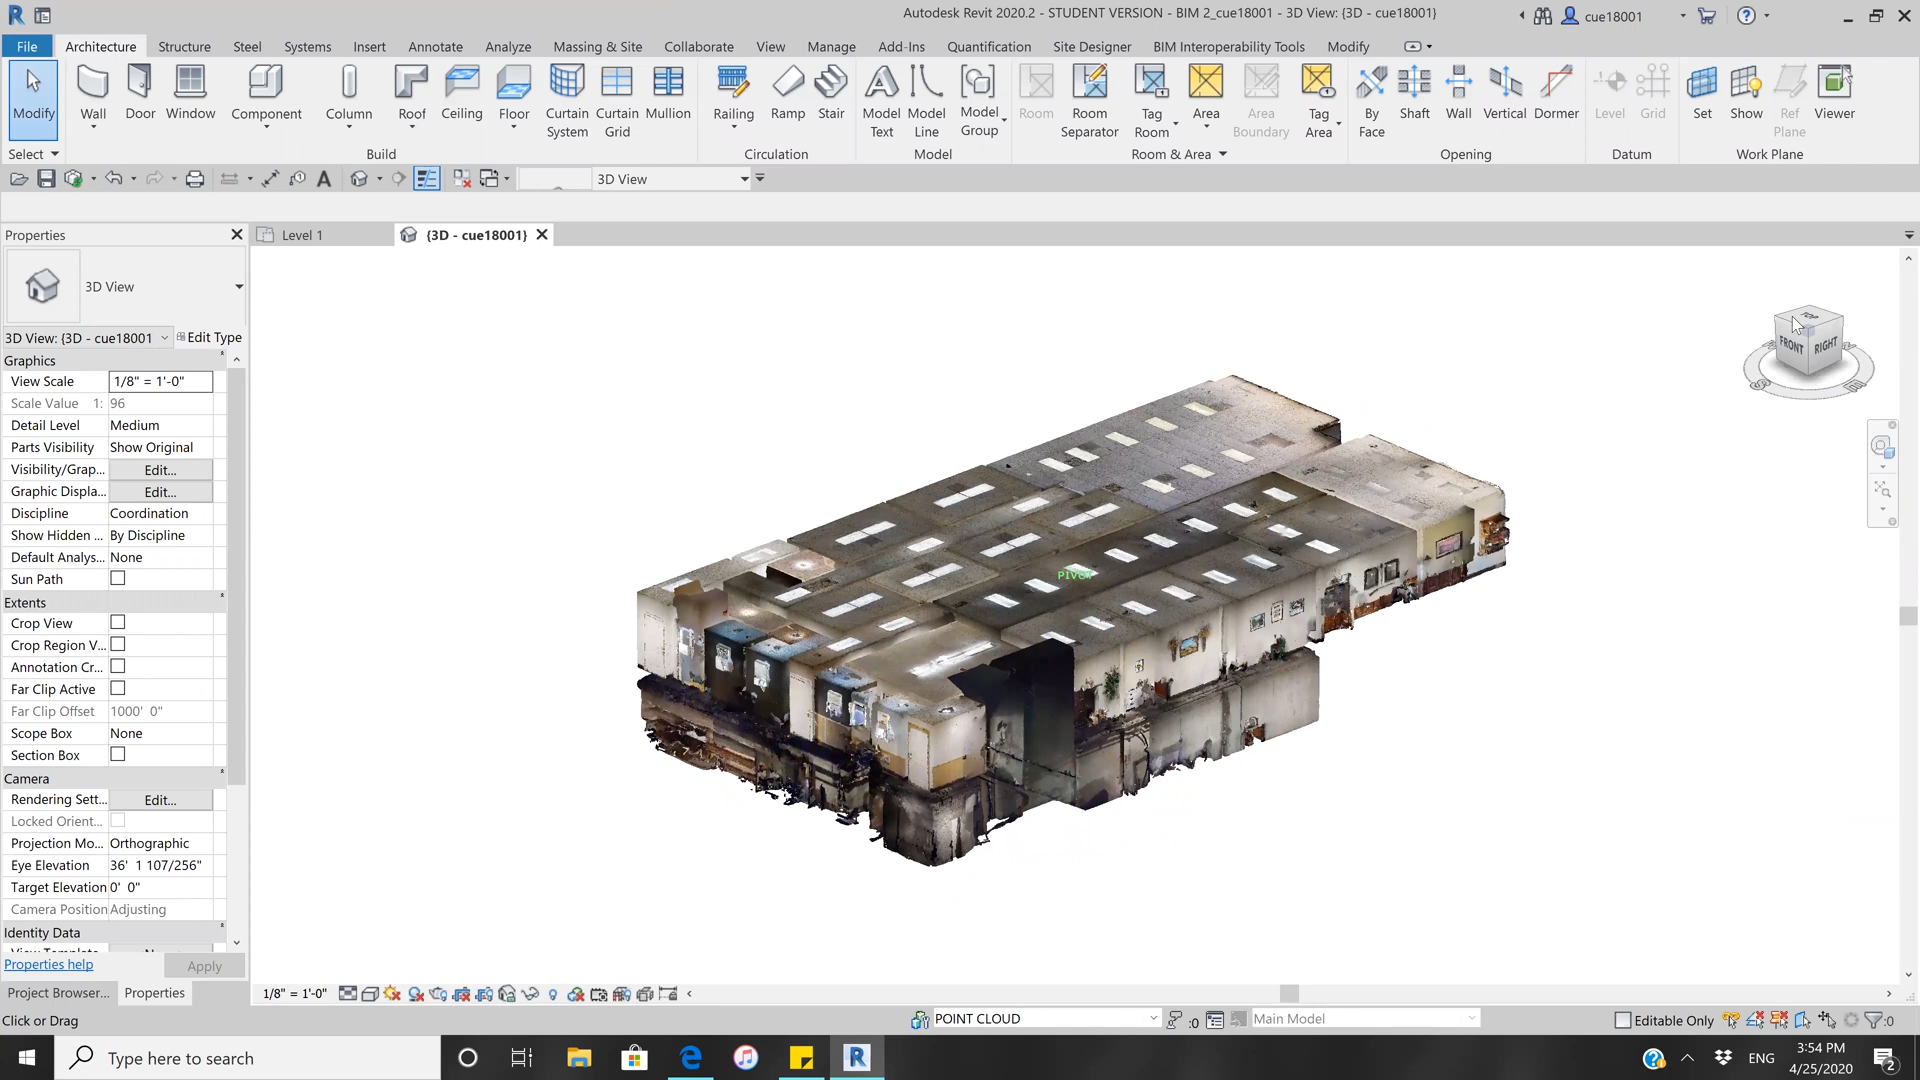 Autodesk Revit 2020.2 - STUDENT VERSION - BIM 2_cue18001 - 3D View: {3D - cue18001}
cue18001
File Architecture Structure Steel Systems Insert Annotate Analyze Massing & Site Collaborate View Manage Add-Ins Quantification Site Designer BIM Interoperability Tools Modify
Modify Wall Door Window Component Column Roof Ceiling Floor Curtain System Curtain Grid Mullion Railing Ramp Stair Model Text Model Line Model Group Room Room Separator Tag Room Area Area Boundary Tag Area By Face Shaft Wall Vertical Dormer Level Grid Set Show Ref Plane Viewer
Select Build Circulation Model Room & Area Opening Datum Work Plane
3D View
Properties
Level 1 {3D - cue18001}
3D View
3D View: {3D - cue18001 Edit Type
Graphics
View Scale 1/8" = 1'-0"
Scale Value 1: 96
Detail Level Medium
Parts Visibility Show Original
Visibility/Grap... Edit...
Graphic Displa... Edit...
Discipline Coordination
Show Hidden ... By Discipline
Default Analys... None
Sun Path
Extents
Crop View
Crop Region V...
Annotation Cr...
Far Clip Active
Far Clip Offset 1000' 0"
Scope Box None
Section Box
Camera
Rendering Sett... Edit...
Locked Orient...
Projection Mo... Orthographic
Eye Elevation 36' 1 107/256"
Target Elevation 0' 0"
Camera Position Adjusting
Identity Data
Properties help Apply
Project Browser... Properties
TOP
FRONT RIGHT
S E
PIVOT
1/8" = 1'-0"
Click or Drag
POINT CLOUD
:0
Main Model
Editable Only
:0
Type here to search
ENG
3:54 PM
4/25/2020
2